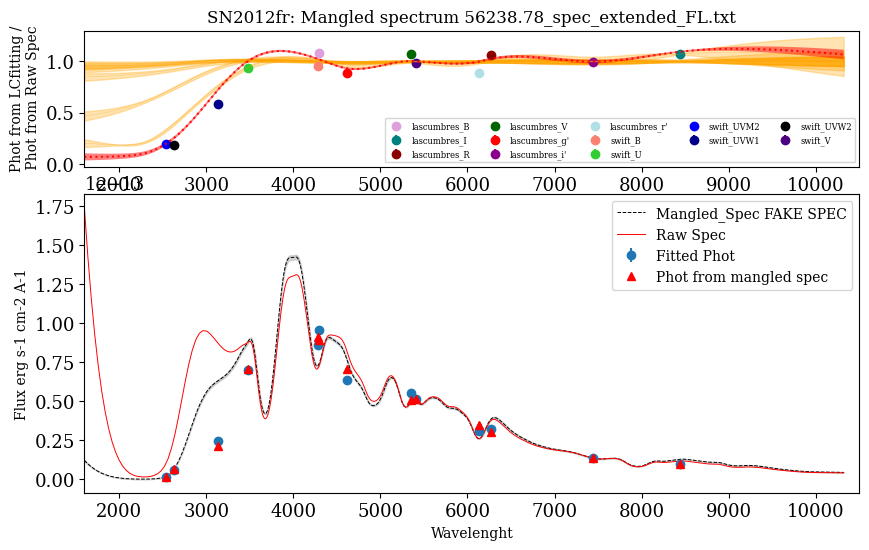 SN2012fr: Mangled spectrum 56238.78_spec_extended_FL.txt
Phot from LCfitting /
Phot from Raw Spec
1.0
0.5
0.0
lascumbres_B
lascumbres_I
lascumbres_R
lascumbres_V
lascumbres_g'
lascumbres_i'
lascumbres_r'
swift_B
swift_U
swift_UVM2
swift_UVW1
swift_UVW2
swift_V
2000 3000 4000 5000 6000 7000 8000 9000 10000
1e−13
Flux erg s-1 cm-2 A-1
1.75
1.50
1.25
1.00
0.75
0.50
0.25
0.00
Mangled_Spec FAKE SPEC
Raw Spec
Fitted Phot
Phot from mangled spec
2000 3000 4000 5000 6000 7000 8000 9000 10000
Wavelenght